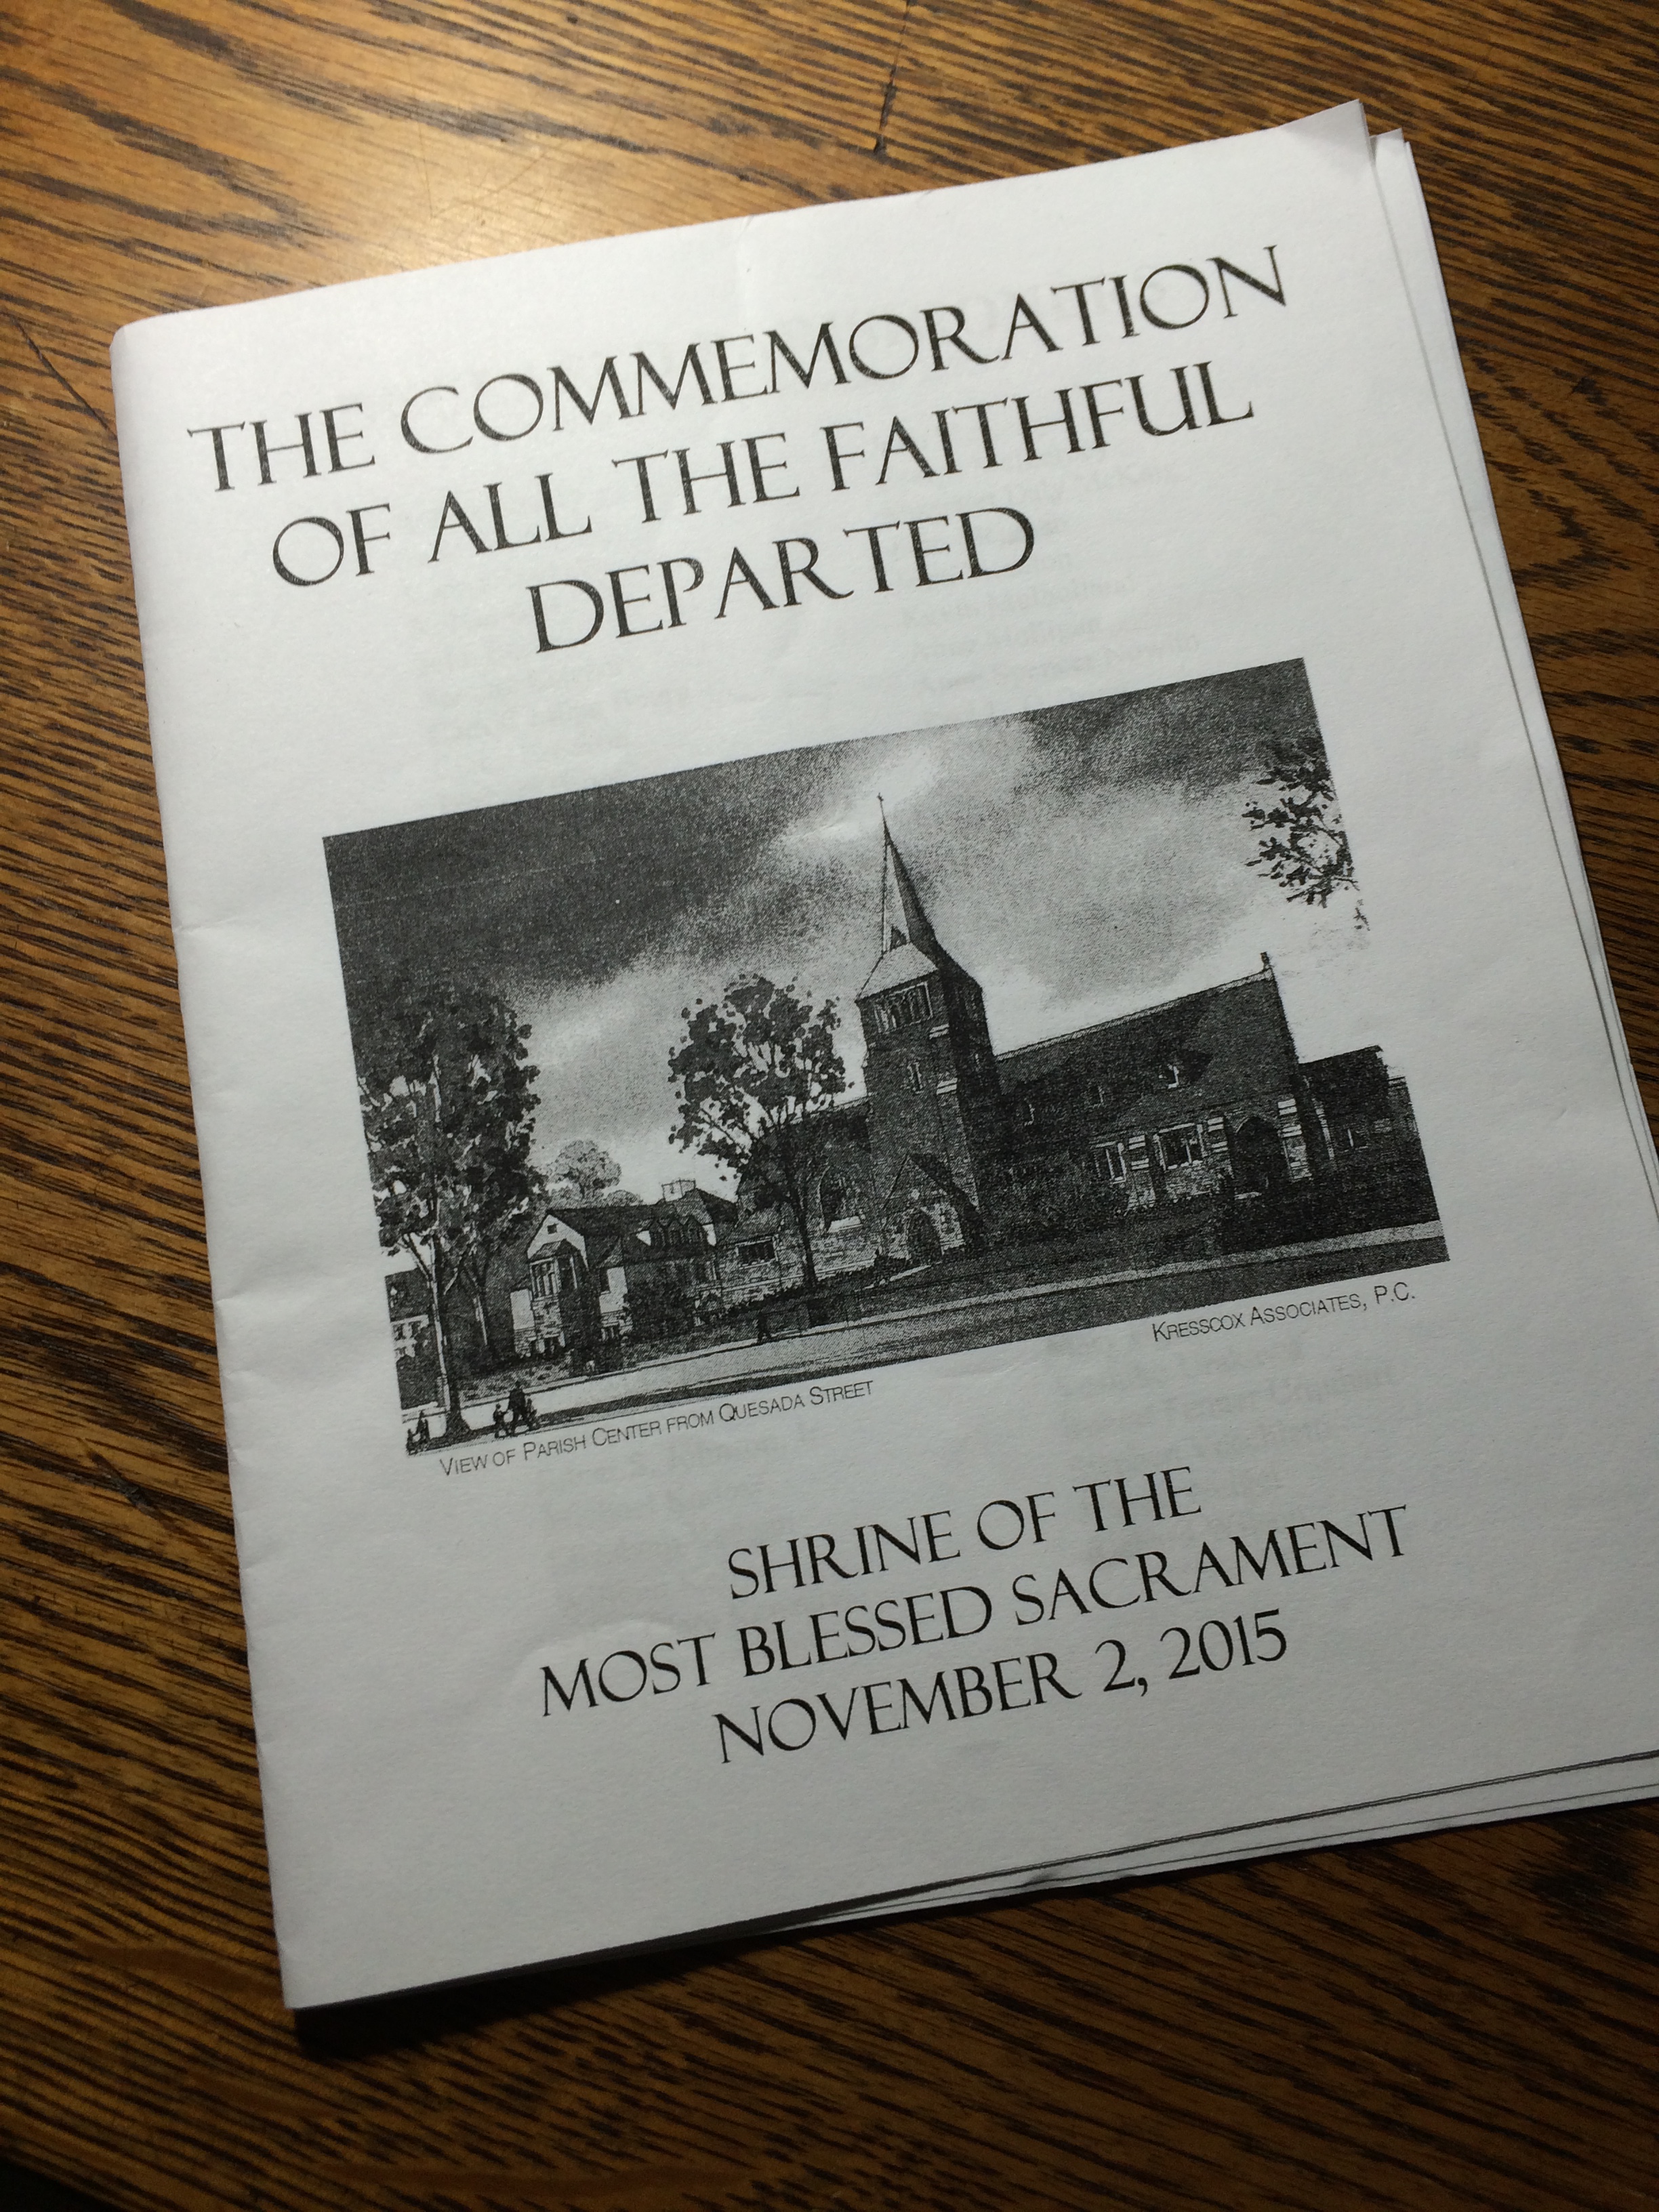 THE COMMEMORATION
OF ALL THE FAITHFUL
DEPARTED
VIEW OF PARISH CENTER FROM QUESADA STREET
KRESSCOX ASSOCIATES, P.C.
SHRINE OF THE
MOST BLESSED SACRAMENT
NOVEMBER 2, 2015